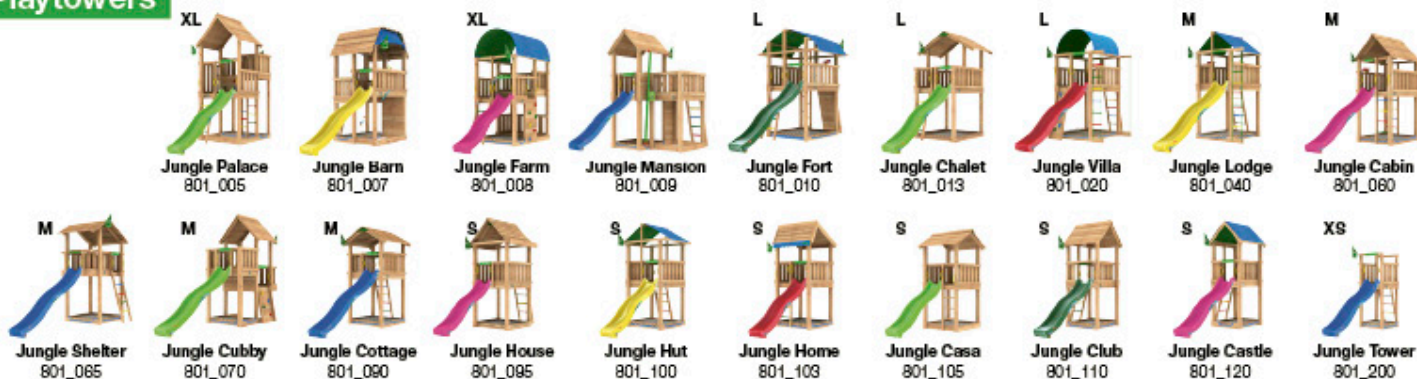 Playtowers
XL XL L L L M M
Jungle Palace Jungle Barn Jungle Farm Jungle Mansion Jungle Fort Jungle Chalet Jungle Villa Jungle Lodge Jungle Cabin
801_005 801_007 801_008 801_009 801_010 801_013 801_020 801_040 801_060
M M M S S S S S S XS
Jungle Shelter Jungle Cubby Jungle Cottage Jungle House Jungle Hut Jungle Home Jungle Casa Jungle Club Jungle Castle Jungle Tower
801_065 801_070 801_090 801_095 801_100 801_103 801_105 801_110 801_120 801_200